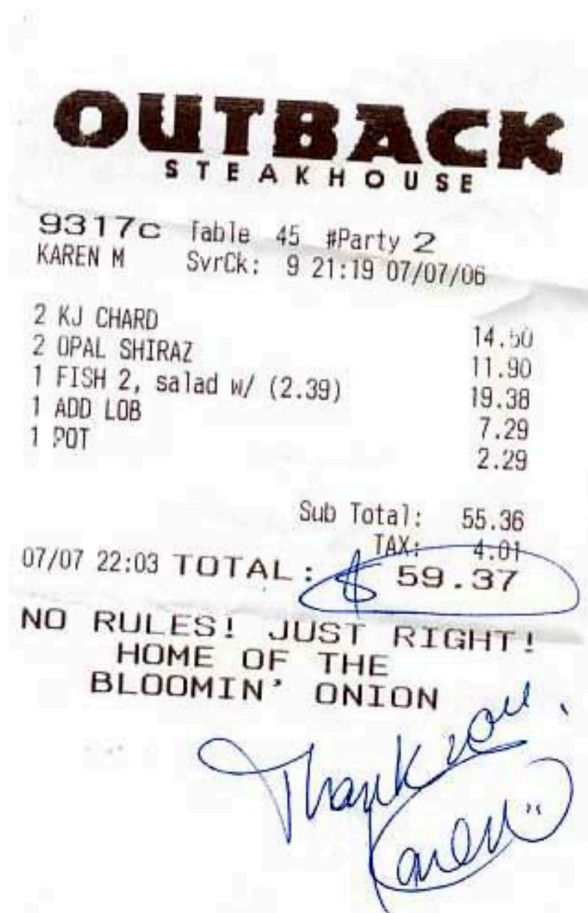 OUTBACK
STEAKHOUSE
9317c Table 45 #Party 2
KAREN M SvrCk: 9 21:19 07/07/06
2 KJ CHARD 14.50
2 OPAL SHIRAZ 11.90
1 FISH 2, salad w/ (2.39) 19.38
1 ADD LOB 7.29
1 POT 2.29
Sub Total: 55.36
TAX: 4.01
07/07 22:03 TOTAL: $ 59.37
NO RULES! JUST RIGHT!
HOME OF THE
BLOOMIN' ONION
Thank you.
Karen